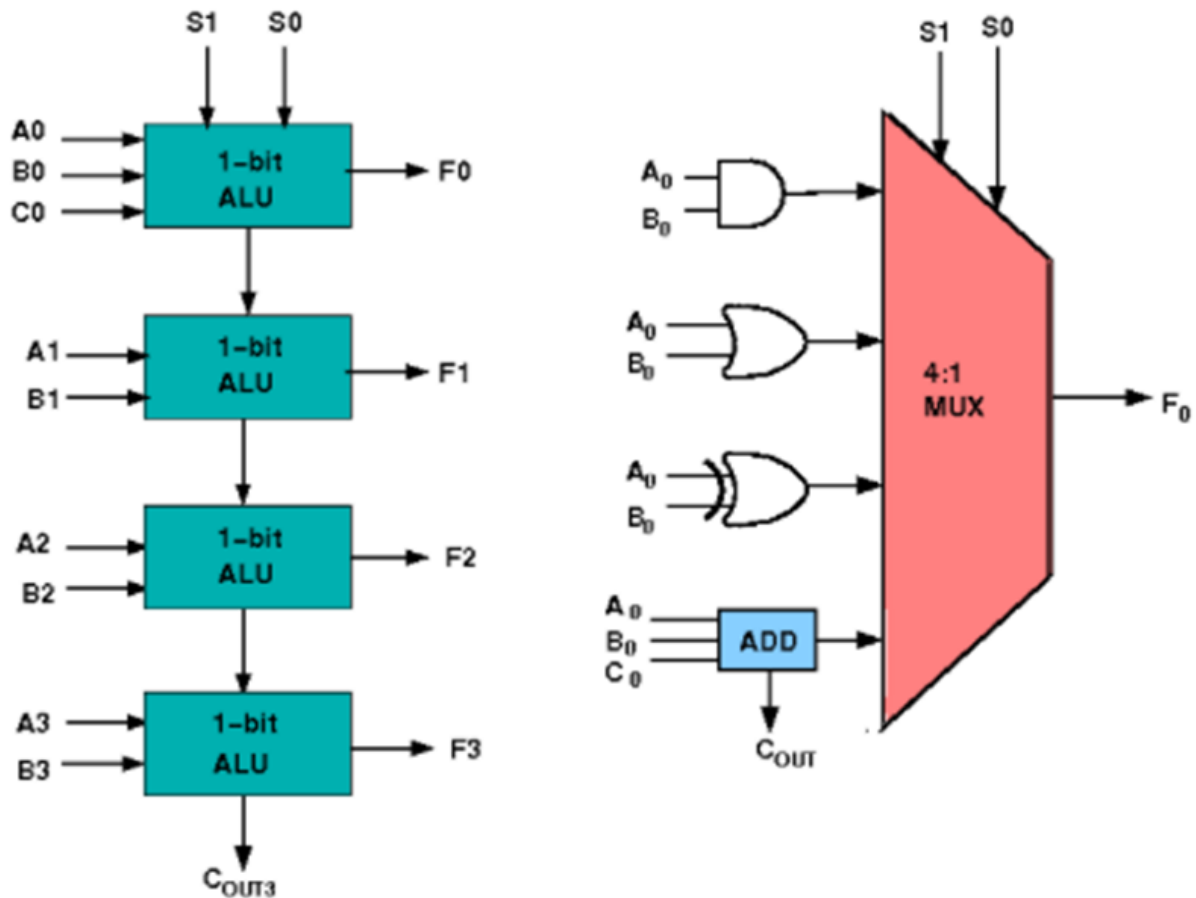 S1 S0
A0
B0
C0
1-bit
ALU
F0
A1
B1
1-bit
ALU
F1
A2
B2
1-bit
ALU
F2
A3
B3
1-bit
ALU
F3
COUT3
S1 S0
A0
B0
A0
B0
A0
B0
A0
B0
C0
ADD
COUT
4:1
MUX
F0